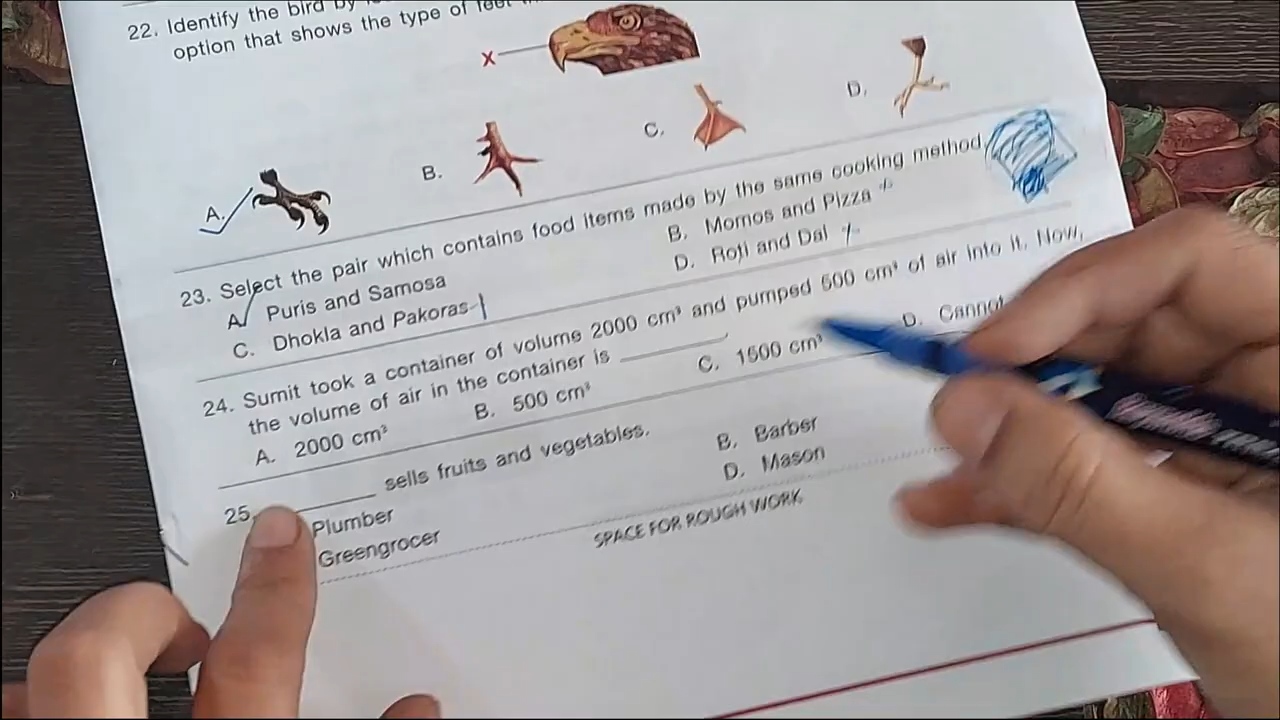 22. Identify the bird by
option that shows the type of feet
x
A.
B.
C.
D.
23. Select the pair which contains food items made by the same cooking method
A. Puris and Samosa
B. Momos and Pizza
C. Dhokla and Pakoras
D. Roti and Dal
24. Sumit took a container of volume 2000 cm³ and pumped 500 cm³ of air into it. Now,
the volume of air in the container is ________.
A. 2000 cm³
B. 500 cm³
C. 1500 cm³
D. Cannot
25. ________ sells fruits and vegetables.
Plumber
B. Barber
Greengrocer
D. Mason
SPACE FOR ROUGH WORK